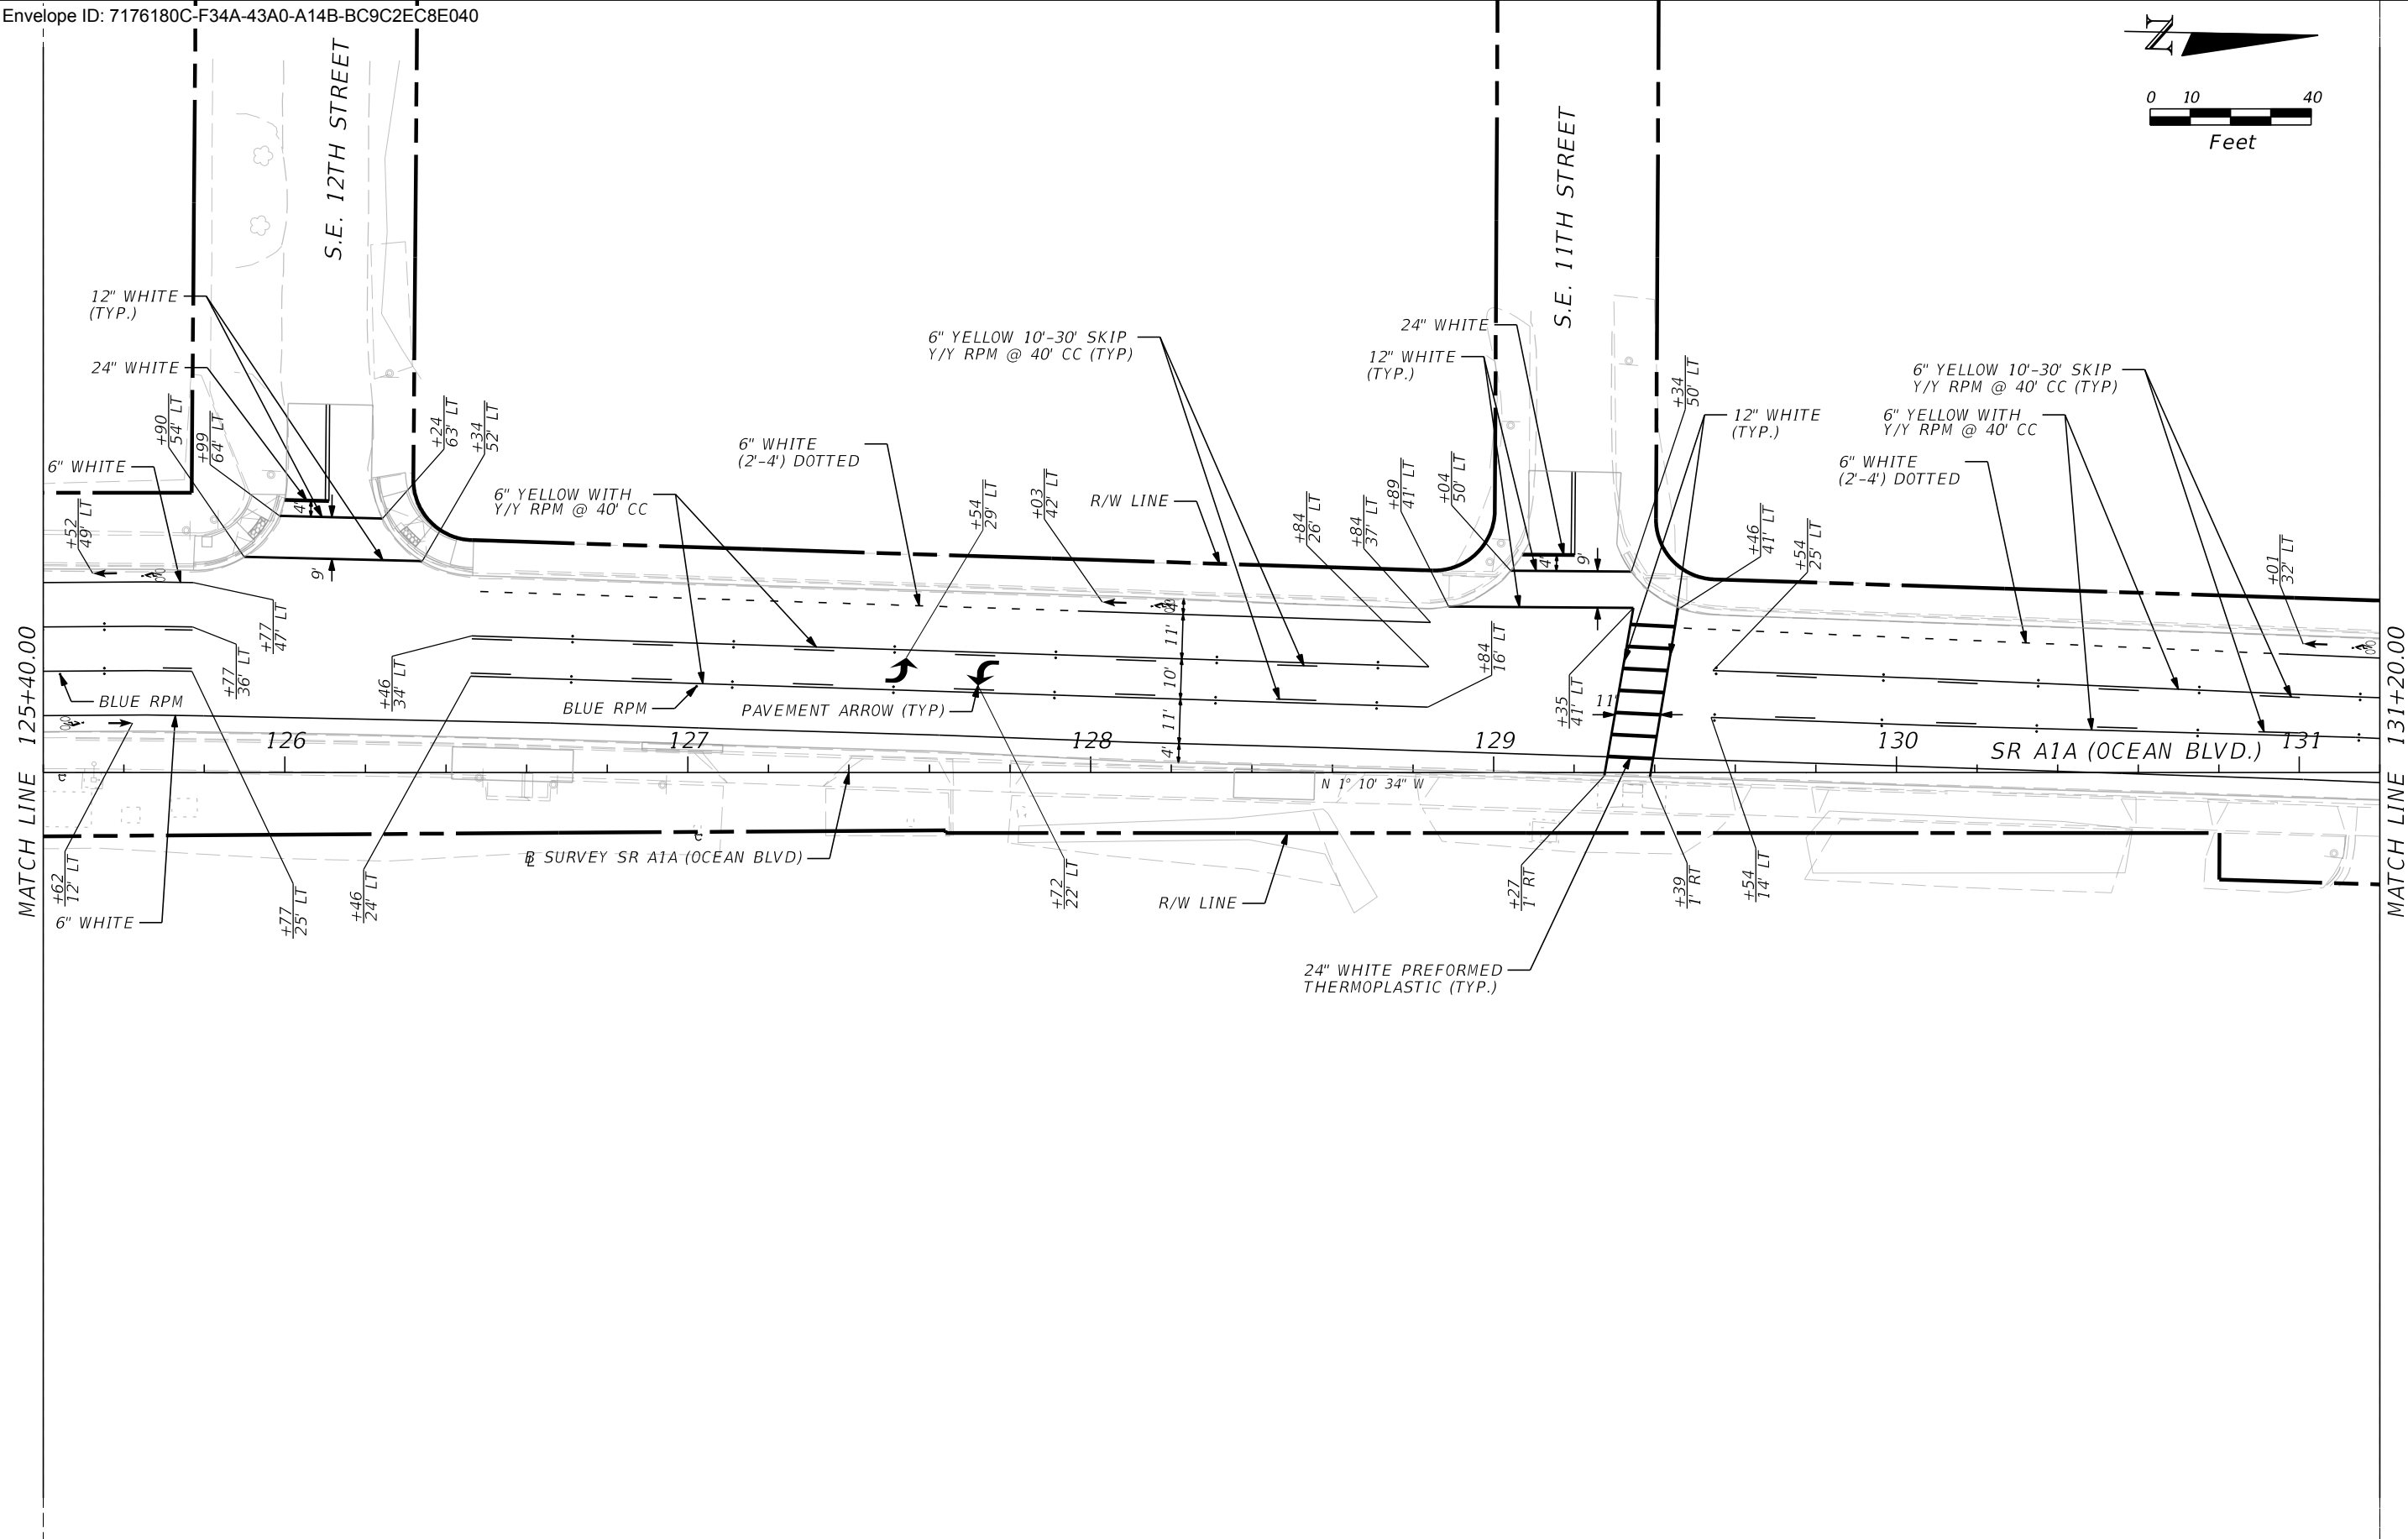 Envelope ID: 7176180C-F34A-43A0-A14B-BC9C2EC8E040
N
0 10 40
Feet
S.E. 12TH STREET
S.E. 11TH STREET
12" WHITE
(TYP.)
24" WHITE
6" WHITE
+90
54' LT
+99
64' LT
+24
63' LT
+34
52' LT
+52
49' LT
4'
9'
6" YELLOW WITH
Y/Y RPM @ 40' CC
6" WHITE
(2'-4') DOTTED
6" YELLOW 10'-30' SKIP
Y/Y RPM @ 40' CC (TYP)
+54
29' LT
+03
42' LT
R/W LINE
+84
26' LT
+84
37' LT
+89
41' LT
+04
50' LT
24" WHITE
12" WHITE
(TYP.)
4'
9'
+34
50' LT
12" WHITE
(TYP.)
+46
41' LT
+54
25' LT
6" YELLOW 10'-30' SKIP
Y/Y RPM @ 40' CC (TYP)
6" YELLOW WITH
Y/Y RPM @ 40' CC
6" WHITE
(2'-4') DOTTED
+01
32' LT
+77
47' LT
+77
36' LT
+46
34' LT
BLUE RPM
BLUE RPM
PAVEMENT ARROW (TYP)
4'
11'
10'
11'
4'
+84
16' LT
+35
41' LT
11'
126
127
128
129
130
131
SR A1A (OCEAN BLVD.)
N 1° 10' 34" W
MATCH LINE 125+40.00
MATCH LINE 131+20.00
+62
12' LT
6" WHITE
+77
25' LT
+46
24' LT
BL SURVEY SR A1A (OCEAN BLVD)
+72
22' LT
R/W LINE
+27
1' RT
+39
1' RT
+54
14' LT
24" WHITE PREFORMED
THERMOPLASTIC (TYP.)